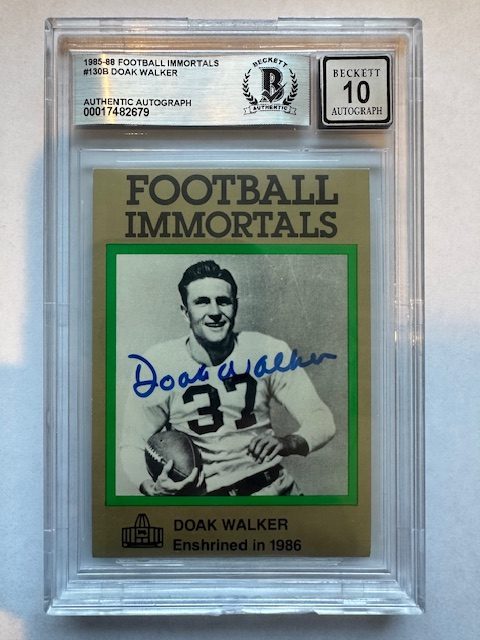 1985-88 FOOTBALL IMMORTALS
#130B DOAK WALKER
AUTHENTIC AUTOGRAPH
00017482679
BECKETT
B
AUTHENTIC
BECKETT
10
AUTOGRAPH
FOOTBALL
IMMORTALS
37
Doak Walker
DOAK WALKER
Enshrined in 1986